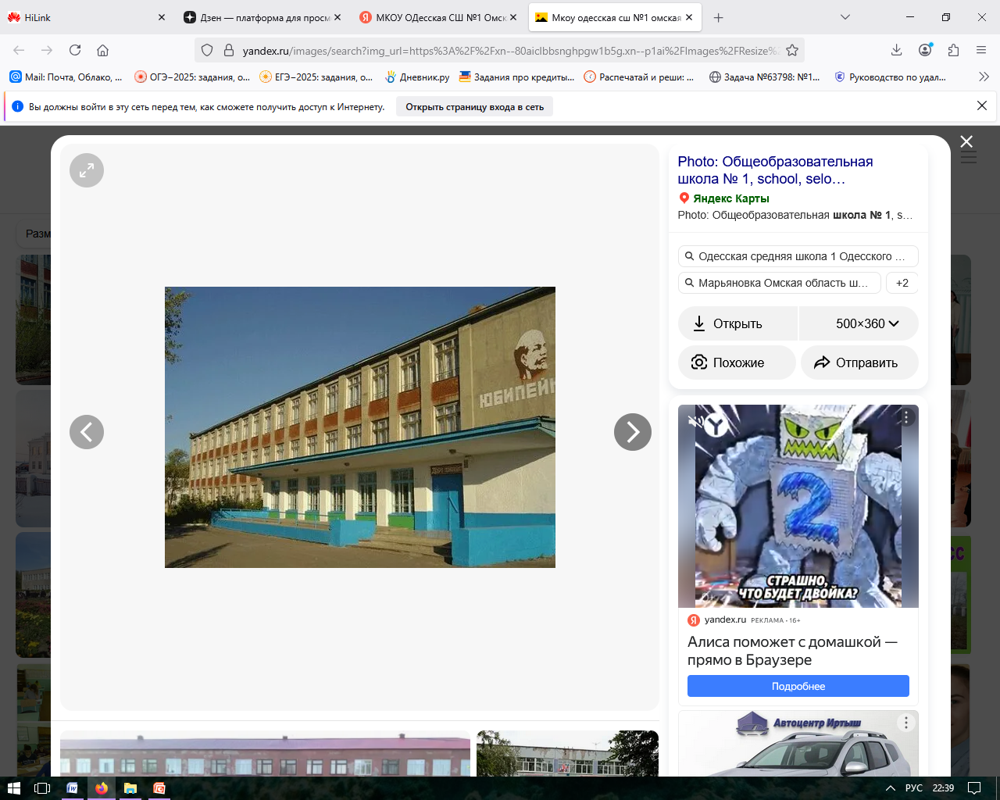 HiLink
Дзен — платформа для просм
МКОУ ОДесская СШ №1 Омск
Мкоу одесская сш №1 омская
yandex.ru/images/search?img_url=https%3A%2F%2Fxn--80aiclbbsnghpgw1b5g.xn--p1ai%2FImages%2FResize%2
Mail: Почта, Облако, ...
ОГЭ–2025: задания, о...
ЕГЭ–2025: задания, о...
Дневник.ру
Задания про кредиты...
Распечатай и реши: ...
Задача №63798: №1...
Руководство по удал...
Вы должны войти в эту сеть перед тем, как сможете получить доступ к Интернету.
Открыть страницу входа в сеть
Разм
Photo: Общеобразовательная
школа № 1, school, selo…
Яндекс Карты
Photo: Общеобразовательная школа № 1, s…
Одесская средняя школа 1 Одесского …
Марьяновка Омская область ш…
+2
Открыть
500×360
Похожие
Отправить
ЮБИПЕЙН
2
СТРАШНО,
ЧТО БУДЕТ ДВОЙКА?
0+
yandex.ru РЕКЛАМА • 16+
Алиса поможет с домашкой —
прямо в Браузере
Подробнее
Автоцентр Иртыш
РУС
22:39